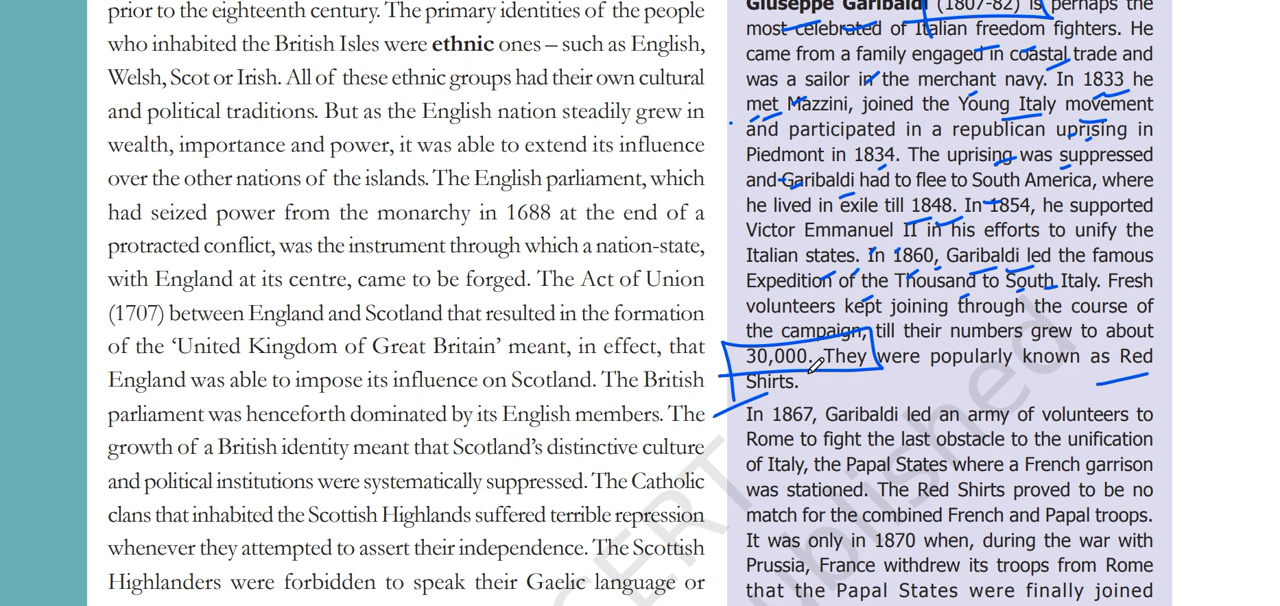 prior to the eighteenth century. The primary identities of the people
who inhabited the British Isles were ethnic ones – such as English,
Welsh, Scot or Irish. All of these ethnic groups had their own cultural
and political traditions. But as the English nation steadily grew in
wealth, importance and power, it was able to extend its influence
over the other nations of the islands. The English parliament, which
had seized power from the monarchy in 1688 at the end of a
protracted conflict, was the instrument through which a nation-state,
with England at its centre, came to be forged. The Act of Union
(1707) between England and Scotland that resulted in the formation
of the ‘United Kingdom of Great Britain’ meant, in effect, that
England was able to impose its influence on Scotland. The British
parliament was henceforth dominated by its English members. The
growth of a British identity meant that Scotland’s distinctive culture
and political institutions were systematically suppressed. The Catholic
clans that inhabited the Scottish Highlands suffered terrible repression
whenever they attempted to assert their independence. The Scottish
Highlanders were forbidden to speak their Gaelic language or
Giuseppe Garibaldi (1807-82) is perhaps the
most celebrated of Italian freedom fighters. He
came from a family engaged in coastal trade and
was a sailor in the merchant navy. In 1833 he
met Mazzini, joined the Young Italy movement
and participated in a republican uprising in
Piedmont in 1834. The uprising was suppressed
and Garibaldi had to flee to South America, where
he lived in exile till 1848. In 1854, he supported
Victor Emmanuel II in his efforts to unify the
Italian states. In 1860, Garibaldi led the famous
Expedition of the Thousand to South Italy. Fresh
volunteers kept joining through the course of
the campaign, till their numbers grew to about
30,000. They were popularly known as Red
Shirts.
In 1867, Garibaldi led an army of volunteers to
Rome to fight the last obstacle to the unification
of Italy, the Papal States where a French garrison
was stationed. The Red Shirts proved to be no
match for the combined French and Papal troops.
It was only in 1870 when, during the war with
Prussia, France withdrew its troops from Rome
that the Papal States were finally joined